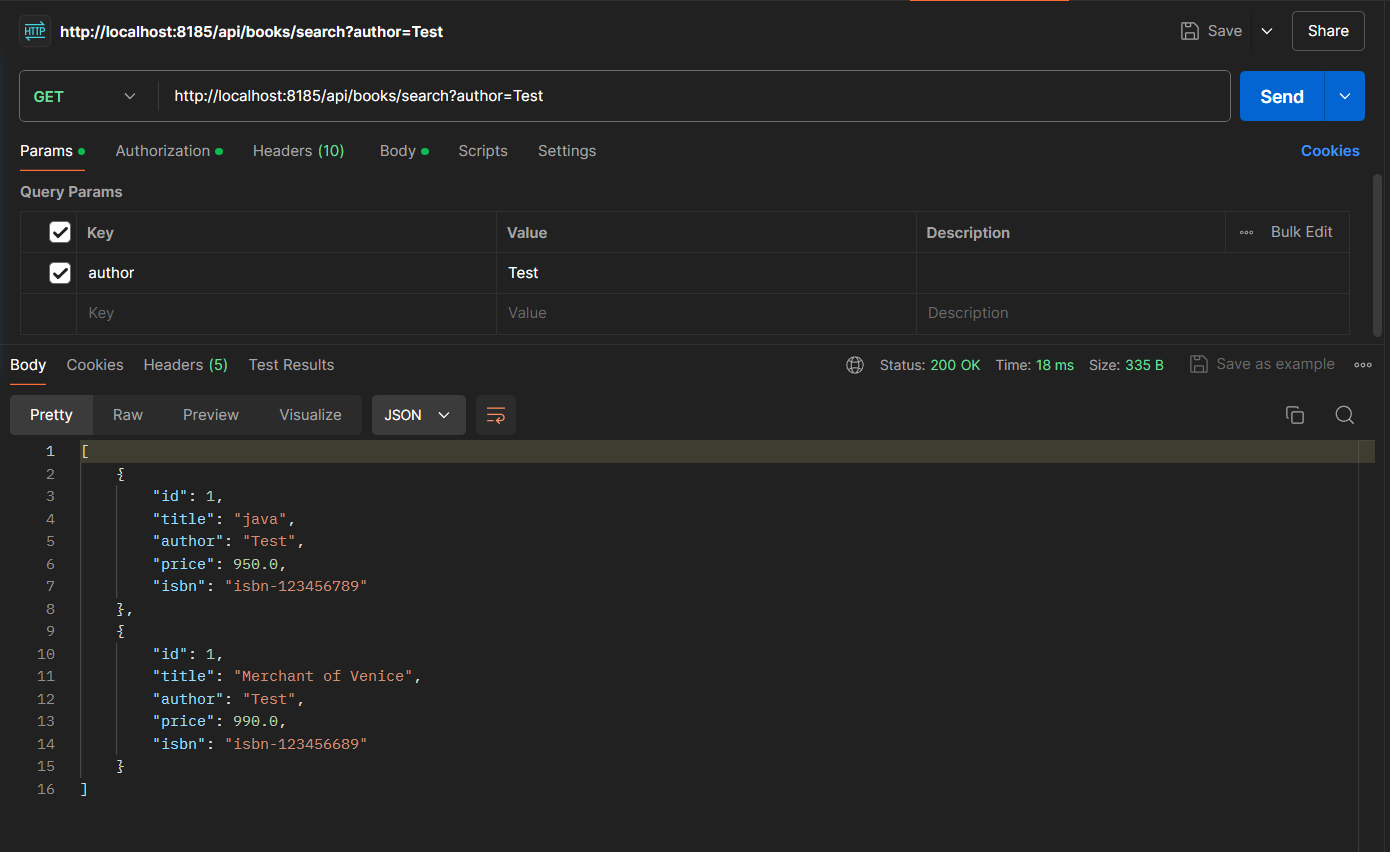 HTTP http://localhost:8185/api/books/search?author=Test Save Share
GET http://localhost:8185/api/books/search?author=Test Send
Params Authorization Headers (10) Body Scripts Settings Cookies
Query Params
Key Value Description Bulk Edit
author Test
Key Value Description
Body Cookies Headers (5) Test Results Status: 200 OK Time: 18 ms Size: 335 B Save as example
Pretty Raw Preview Visualize JSON
1 [
2 {
3 "id": 1,
4 "title": "java",
5 "author": "Test",
6 "price": 950.0,
7 "isbn": "isbn-123456789"
8 },
9 {
10 "id": 1,
11 "title": "Merchant of Venice",
12 "author": "Test",
13 "price": 990.0,
14 "isbn": "isbn-123456689"
15 }
16 ]